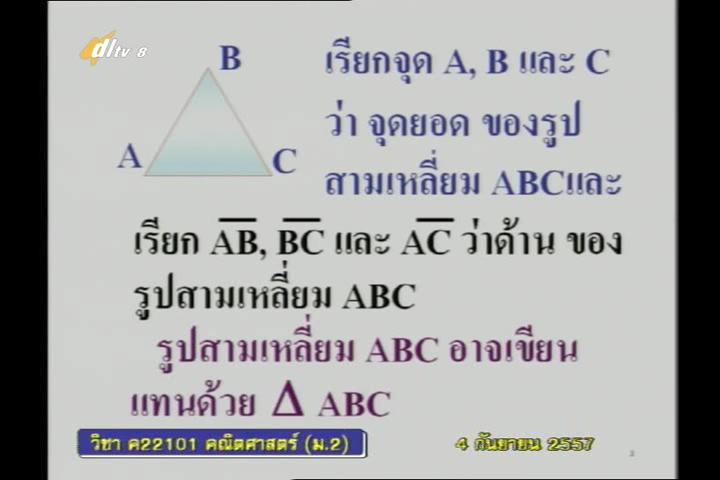 dltv 8
B
A
C
เรียกจุด A, B และ C
ว่า จุดยอด ของรูป
สามเหลี่ยม ABCและ
เรียก A̅B̅, B̅C̅ และ A̅C̅ ว่าด้าน ของ
รูปสามเหลี่ยม ABC
รูปสามเหลี่ยม ABC อาจเขียน
แทนด้วย Δ ABC
วิชา ค22101 คณิตศาสตร์ (ม.2)
4 กันยายน 2557